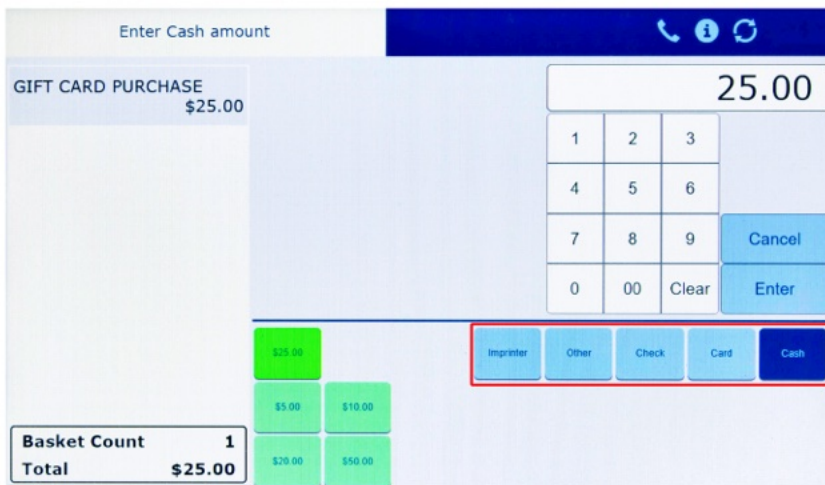 Enter Cash amount
GIFT CARD PURCHASE
$25.00
25.00
1 2 3
4 5 6
7 8 9 Cancel
0 00 Clear Enter
$25.00
Imprinter Other Check Card Cash
$5.00 $10.00
$20.00 $50.00
Basket Count 1
Total $25.00